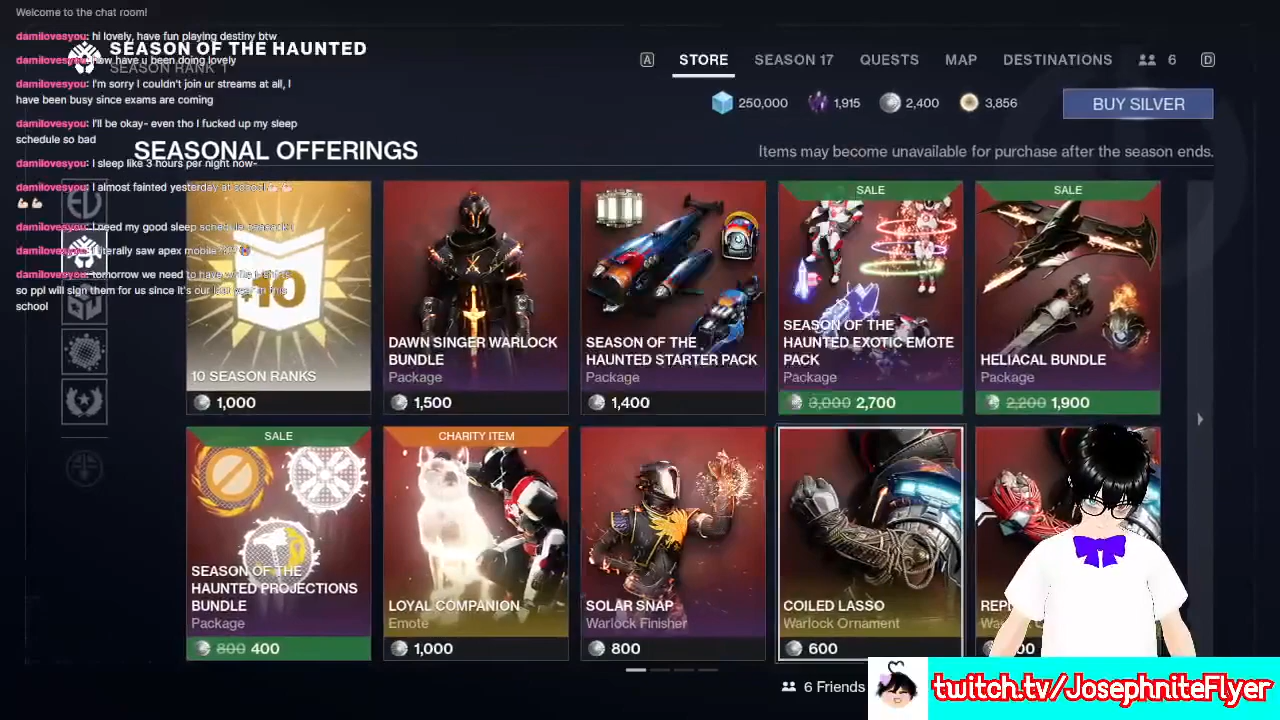 Welcome to the chat room!
damilovesyou: hi lovely, have fun playing destiny btw
damilovesyou: how have u been doing lovely
damilovesyou: I'm sorry I couldn't join ur streams at all, I
have been busy since exams are coming
damilovesyou: I'll be okay- even tho I fucked up my sleep
schedule so bad
damilovesyou: I sleep like 3 hours per night now-
damilovesyou: I almost fainted yesterday at school
damilovesyou: I need my good sleep schedule
damilovesyou: I literally saw apex mobile
damilovesyou: tomorrow we need to have white
so ppl will sign them for us since It's our last year in this
school
SEASON OF THE HAUNTED
SEASON RANK 1
A STORE SEASON 17 QUESTS MAP DESTINATIONS 6 D
250,000 1,915 2,400 3,856 BUY SILVER
SEASONAL OFFERINGS
Items may become unavailable for purchase after the season ends.
+10
10 SEASON RANKS
1,000
DAWN SINGER WARLOCK
BUNDLE
Package
1,500
SEASON OF THE
HAUNTED STARTER PACK
Package
1,400
SALE
SEASON OF THE
HAUNTED EXOTIC EMOTE
PACK
Package
3,000 2,700
SALE
HELIACAL BUNDLE
Package
2,200 1,900
SALE
SEASON OF THE
HAUNTED PROJECTIONS
BUNDLE
Package
800 400
CHARITY ITEM
LOYAL COMPANION
Emote
1,000
SOLAR SNAP
Warlock Finisher
800
COILED LASSO
Warlock Ornament
600
6 Friends
twitch.tv/JosephniteFlyer